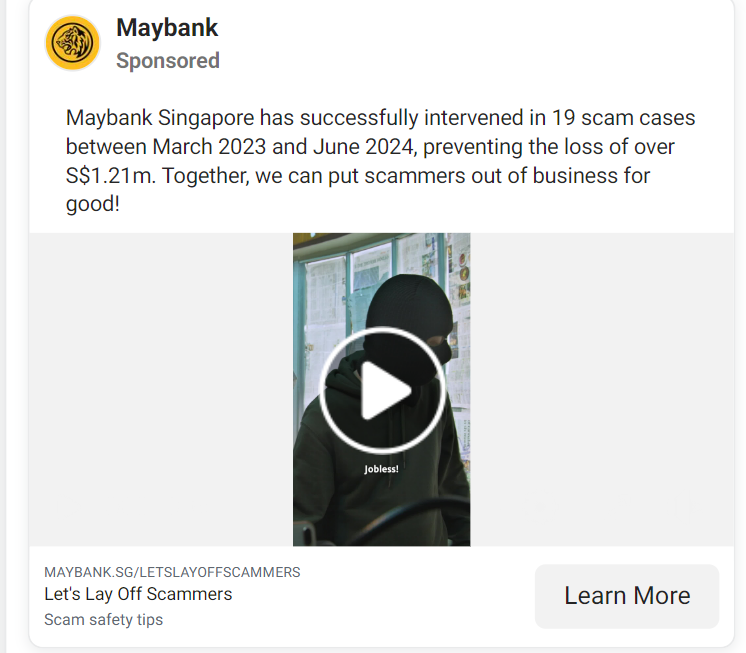 Maybank
Sponsored
Maybank Singapore has successfully intervened in 19 scam cases
between March 2023 and June 2024, preventing the loss of over
S$1.21m. Together, we can put scammers out of business for
good!
Jobless!
MAYBANK.SG/LETSLAYOFFSCAMMERS
Let's Lay Off Scammers
Scam safety tips
Learn More